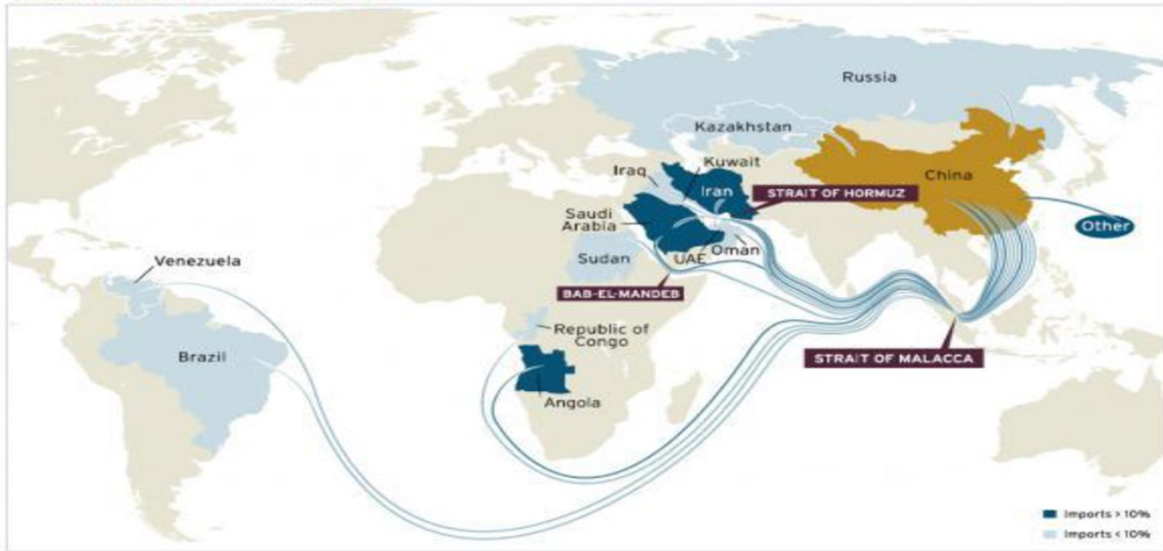 Russia
Kazakhstan
Kuwait
Iraq
Iran
China
STRAIT OF HORMUZ
Saudi
Arabia
Other
Venezuela
Sudan
UAE
Oman
BAB-EL-MANDEB
Republic of
Congo
Brazil
STRAIT OF MALACCA
Angola
Imports > 10%
Imports < 10%